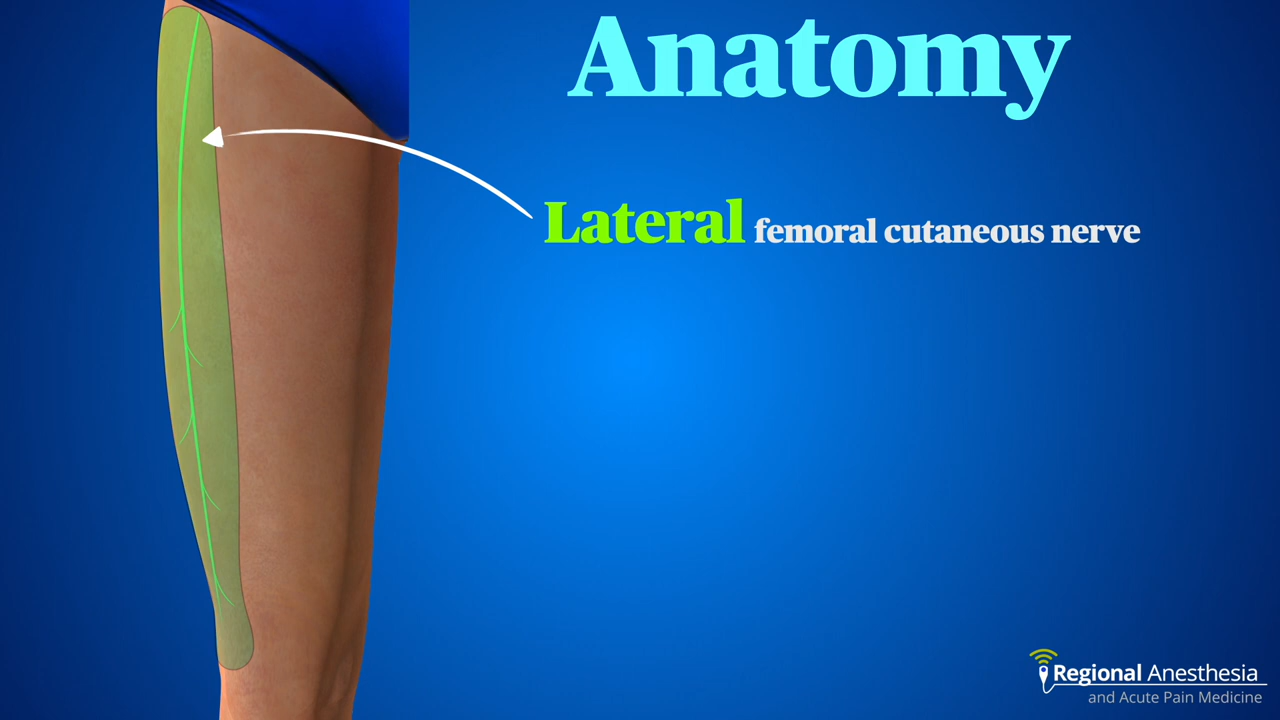 Anatomy
Lateral femoral cutaneous nerve
Regional Anesthesia
and Acute Pain Medicine